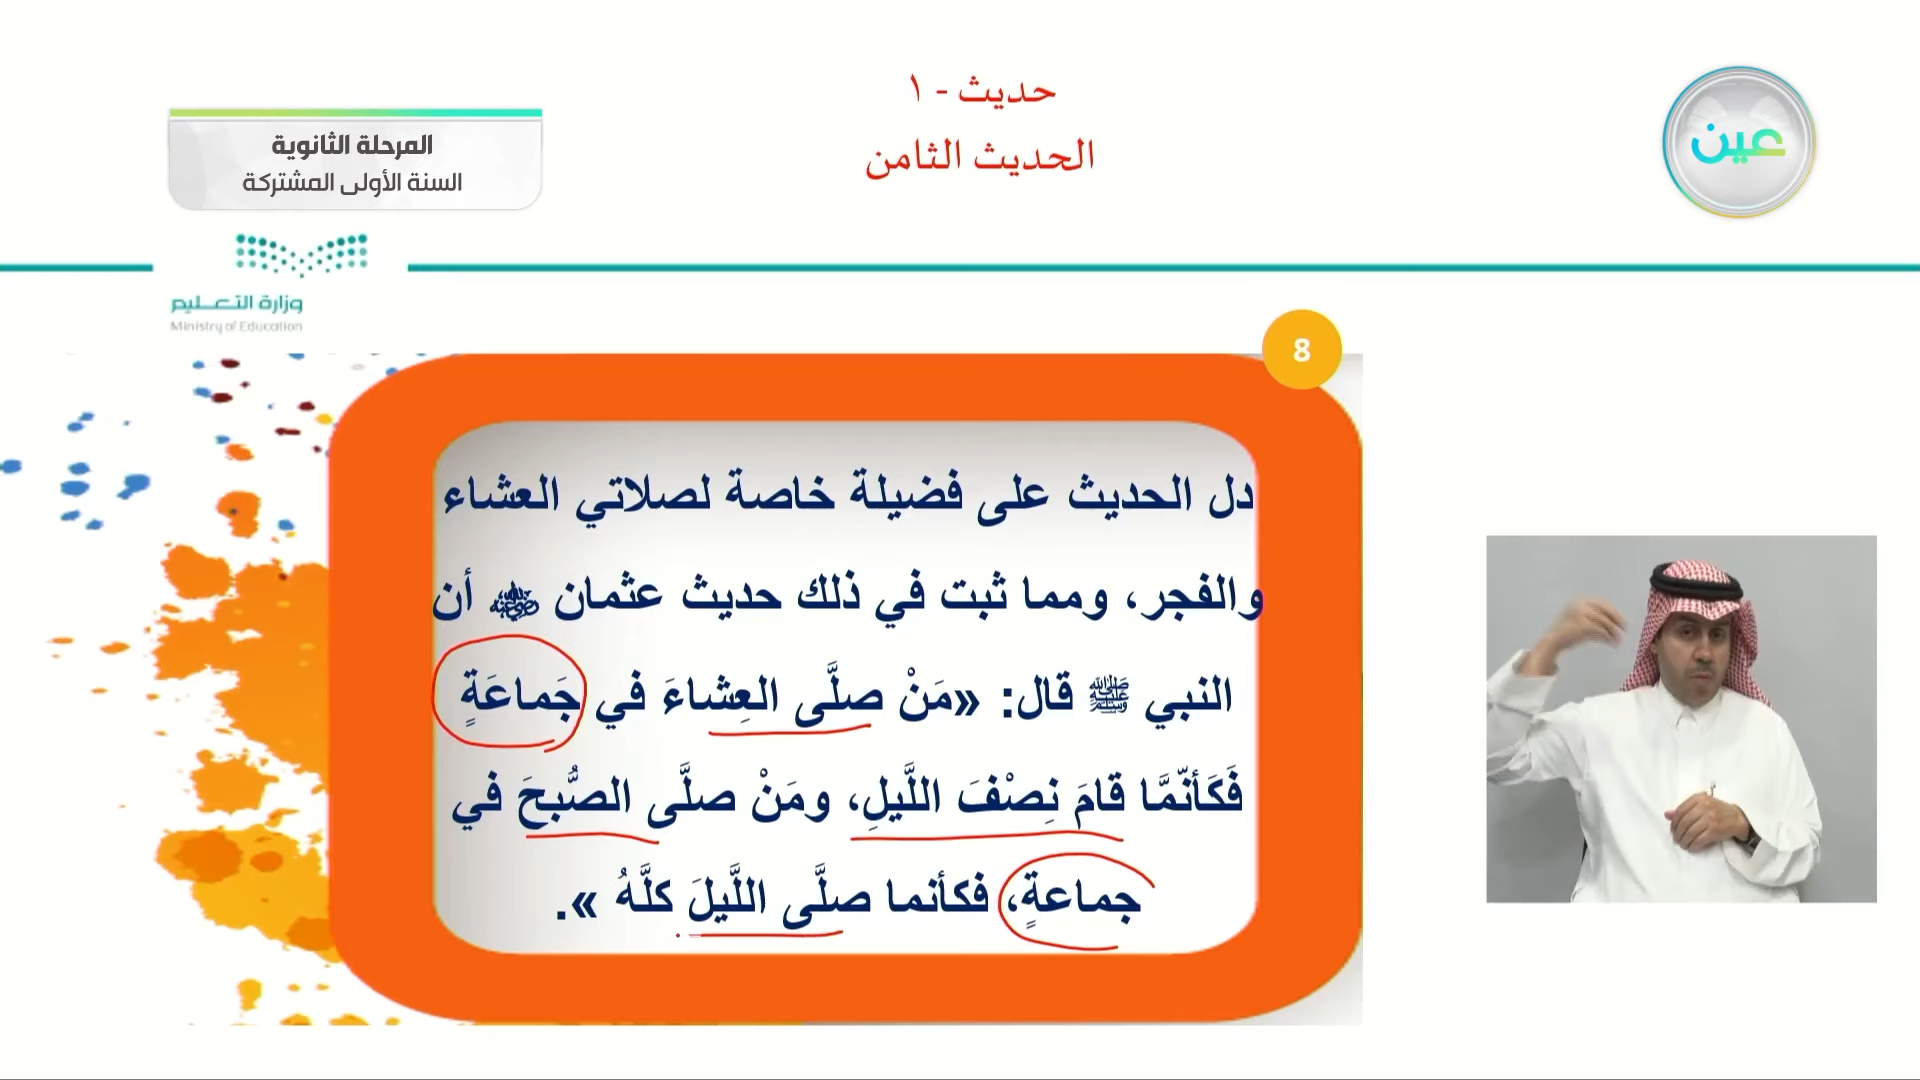 حديث - ١
الحديث الثامن
عين
المرحلة الثانوية
السنة الأولى المشتركة
وزارة التعليم
Ministry of Education
8
دل الحديث على فضيلة خاصة لصلاتي العشاء
والفجر، ومما ثبت في ذلك حديث عثمان رضي الله عنه أن
النبي ﷺ قال: «مَنْ صلَّى العِشاءَ في جَماعَةٍ
فَكَأنّمَّا قامَ نِصْفَ اللَّيلِ، ومَنْ صلَّى الصُّبحَ في
جماعةٍ، فكأنما صلَّى اللَّيلَ كلَّهُ ».